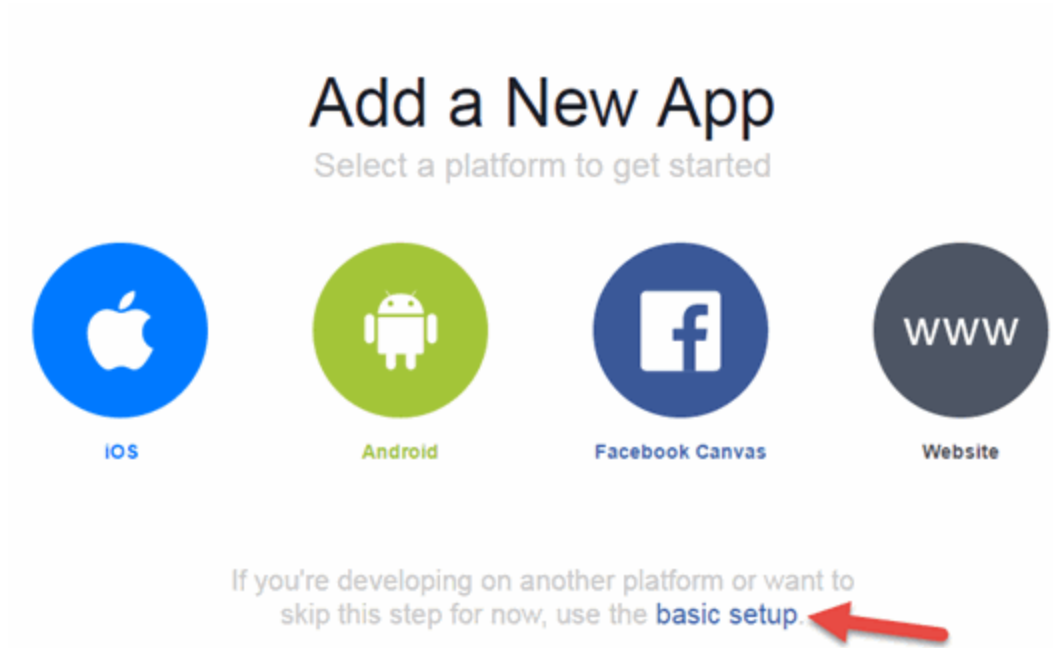 Add a New App
Select a platform to get started
www
iOS
Android
Facebook Canvas
Website
If you're developing on another platform or want to
skip this step for now, use the basic setup.